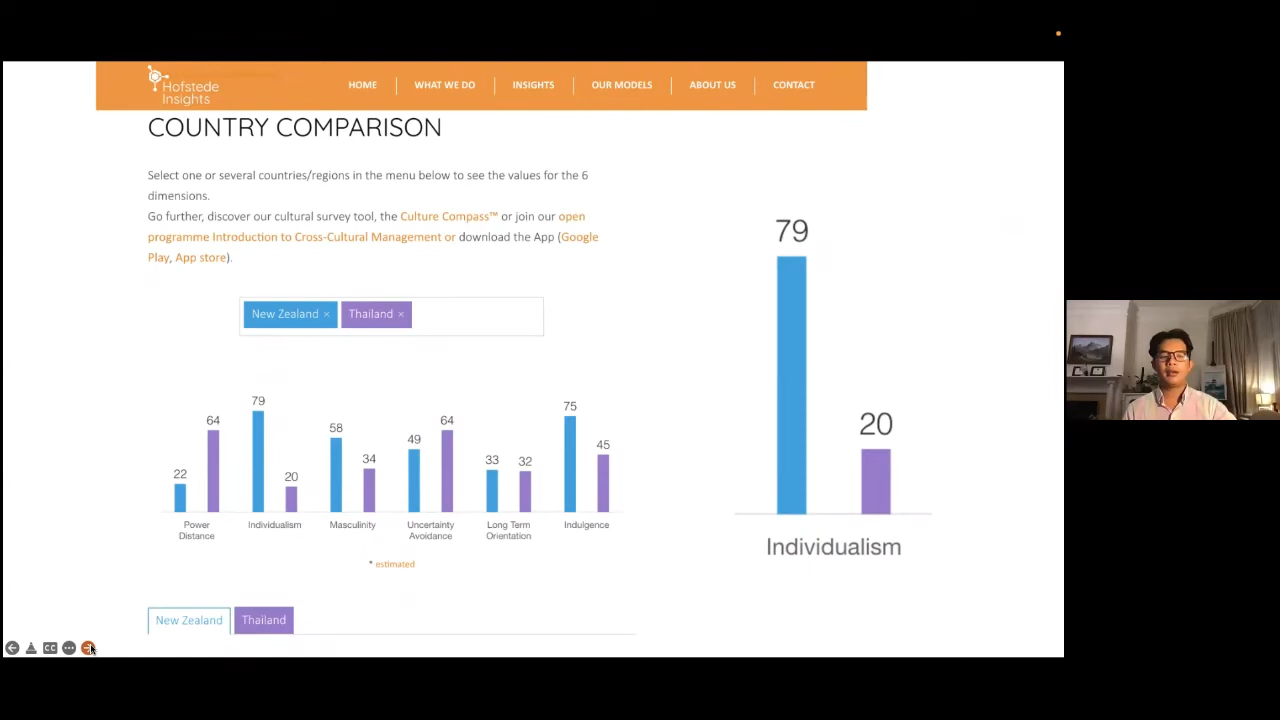 Hofstede
Insights
HOME
WHAT WE DO
INSIGHTS
OUR MODELS
ABOUT US
CONTACT
COUNTRY COMPARISON
Select one or several countries/regions in the menu below to see the values for the 6
dimensions.
Go further, discover our cultural survey tool, the Culture Compass™ or join our open
programme Introduction to Cross-Cultural Management or download the App (Google
Play, App store).
New Zealand ×
Thailand ×
22
64
79
20
58
34
49
64
33
32
75
45
Power
Distance
Individualism
Masculinity
Uncertainty
Avoidance
Long Term
Orientation
Indulgence
* estimated
New Zealand
Thailand
79
20
Individualism
CC